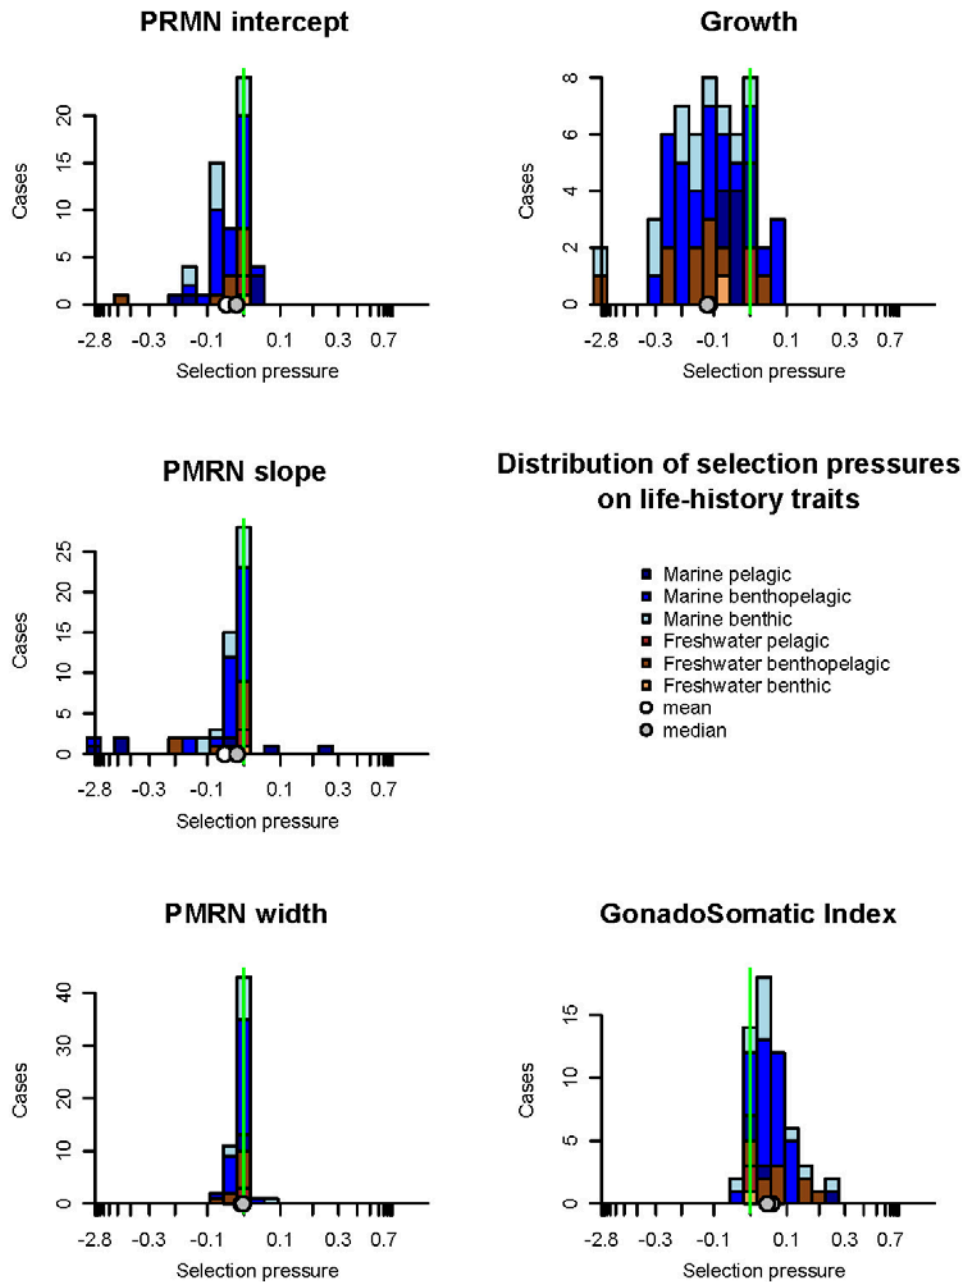 PRMN intercept
Cases
20
15
10
5
0
-2.8 -0.3 -0.1 0.1 0.3 0.7
Selection pressure
Growth
Cases
8
6
4
2
0
-2.8 -0.3 -0.1 0.1 0.3 0.7
Selection pressure
PMRN slope
Cases
25
20
15
10
5
0
-2.8 -0.3 -0.1 0.1 0.3 0.7
Selection pressure
Distribution of selection pressures
on life-history traits
Marine pelagic
Marine benthopelagic
Marine benthic
Freshwater pelagic
Freshwater benthopelagic
Freshwater benthic
mean
median
PMRN width
Cases
40
30
20
10
0
-2.8 -0.3 -0.1 0.1 0.3 0.7
Selection pressure
GonadoSomatic Index
Cases
15
10
5
0
-2.8 -0.3 -0.1 0.1 0.3 0.7
Selection pressure